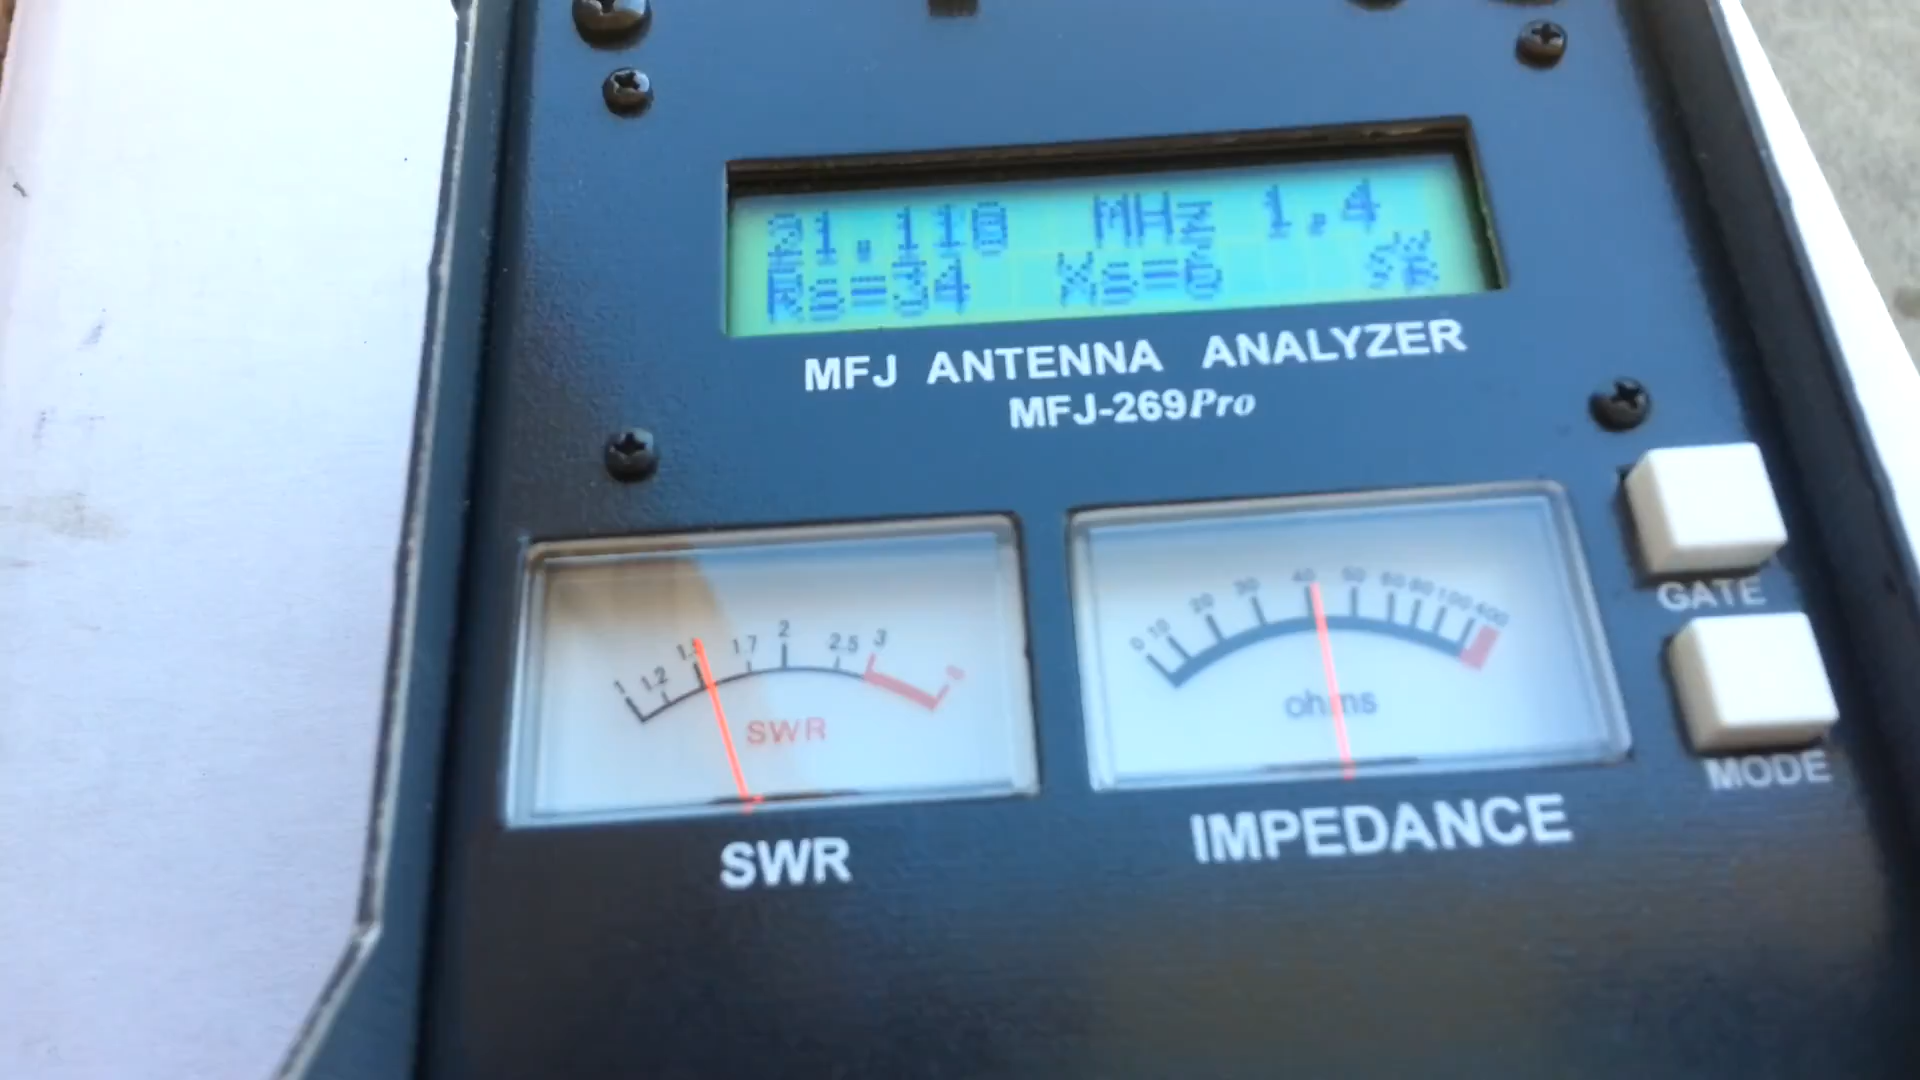 21.110 MHz 1.4
Rs=34 Xs=6
MFJ ANTENNA ANALYZER
MFJ-269Pro
GATE
MODE
1 1.2 1.5 1.7 2 2.5 3
SWR
0 10 20 30 40 50 60 80 100 400
ohms
SWR
IMPEDANCE